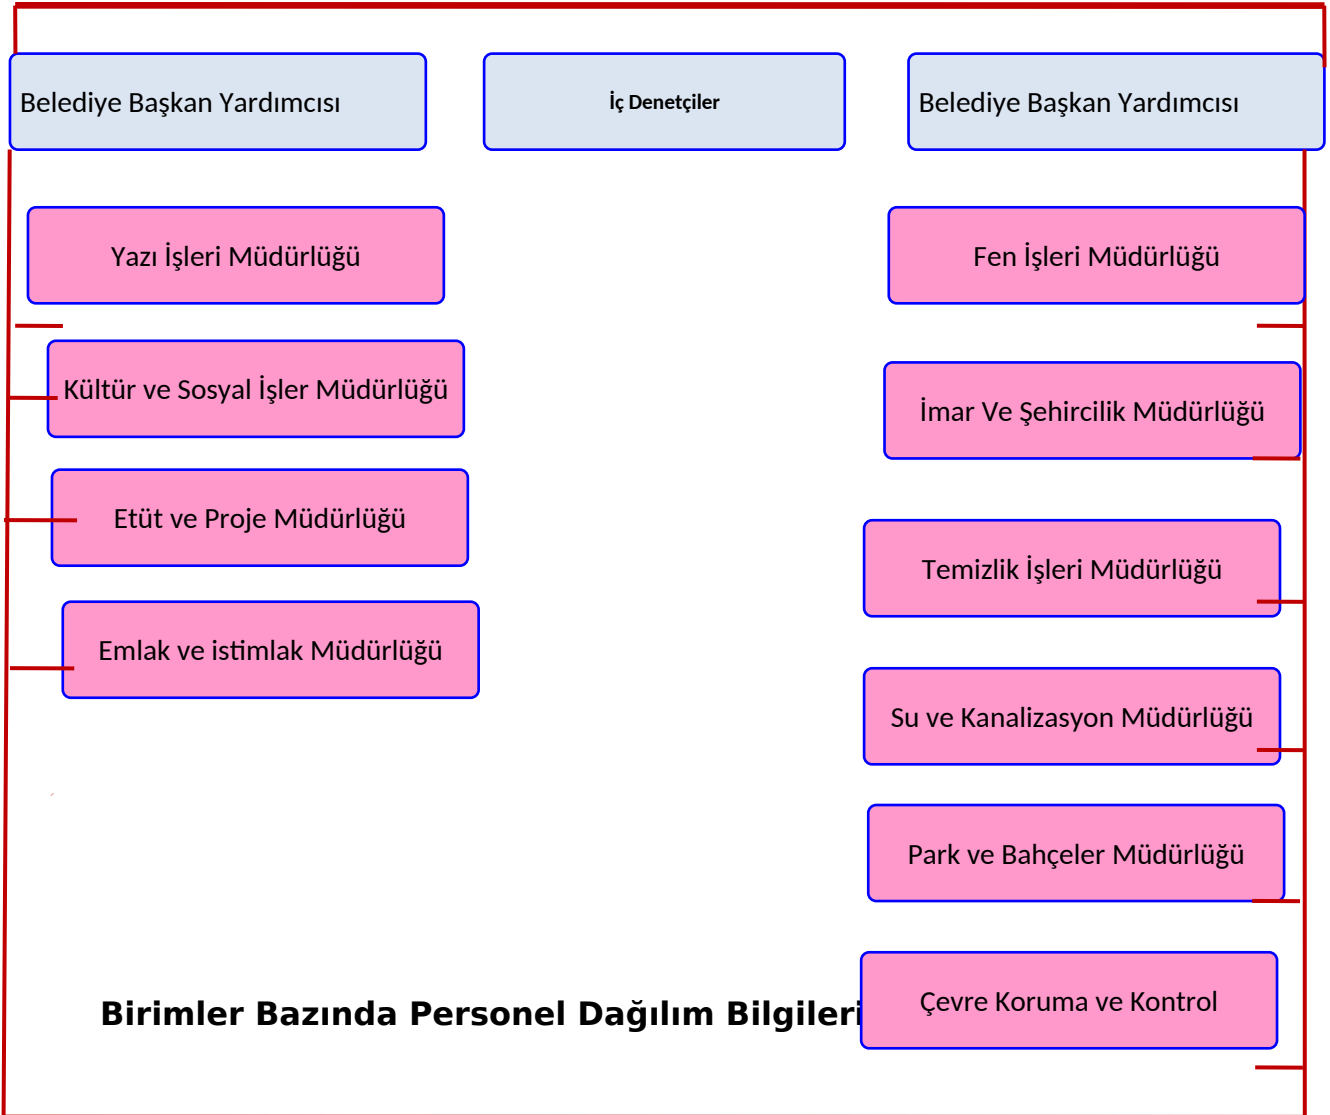 Belediye Başkan Yardımcısı
İç Denetçiler
Belediye Başkan Yardımcısı
Yazı İşleri Müdürlüğü
Fen İşleri Müdürlüğü
Kültür ve Sosyal İşler Müdürlüğü
İmar Ve Şehircilik Müdürlüğü
Etüt ve Proje Müdürlüğü
Temizlik İşleri Müdürlüğü
Emlak ve istimlak Müdürlüğü
Su ve Kanalizasyon Müdürlüğü
Park ve Bahçeler Müdürlüğü
Çevre Koruma ve Kontrol
Birimler Bazında Personel Dağılım Bilgileri